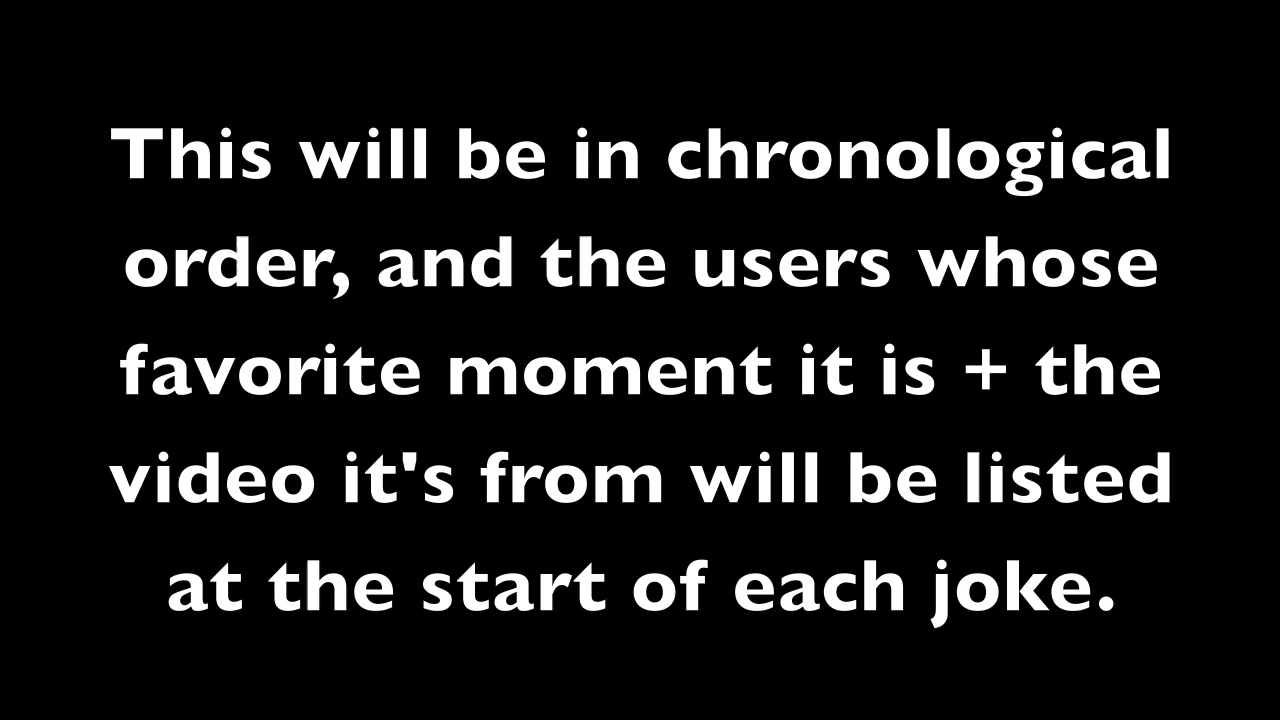 This will be in chronological
order, and the users whose
favorite moment it is + the
video it's from will be listed
at the start of each joke.